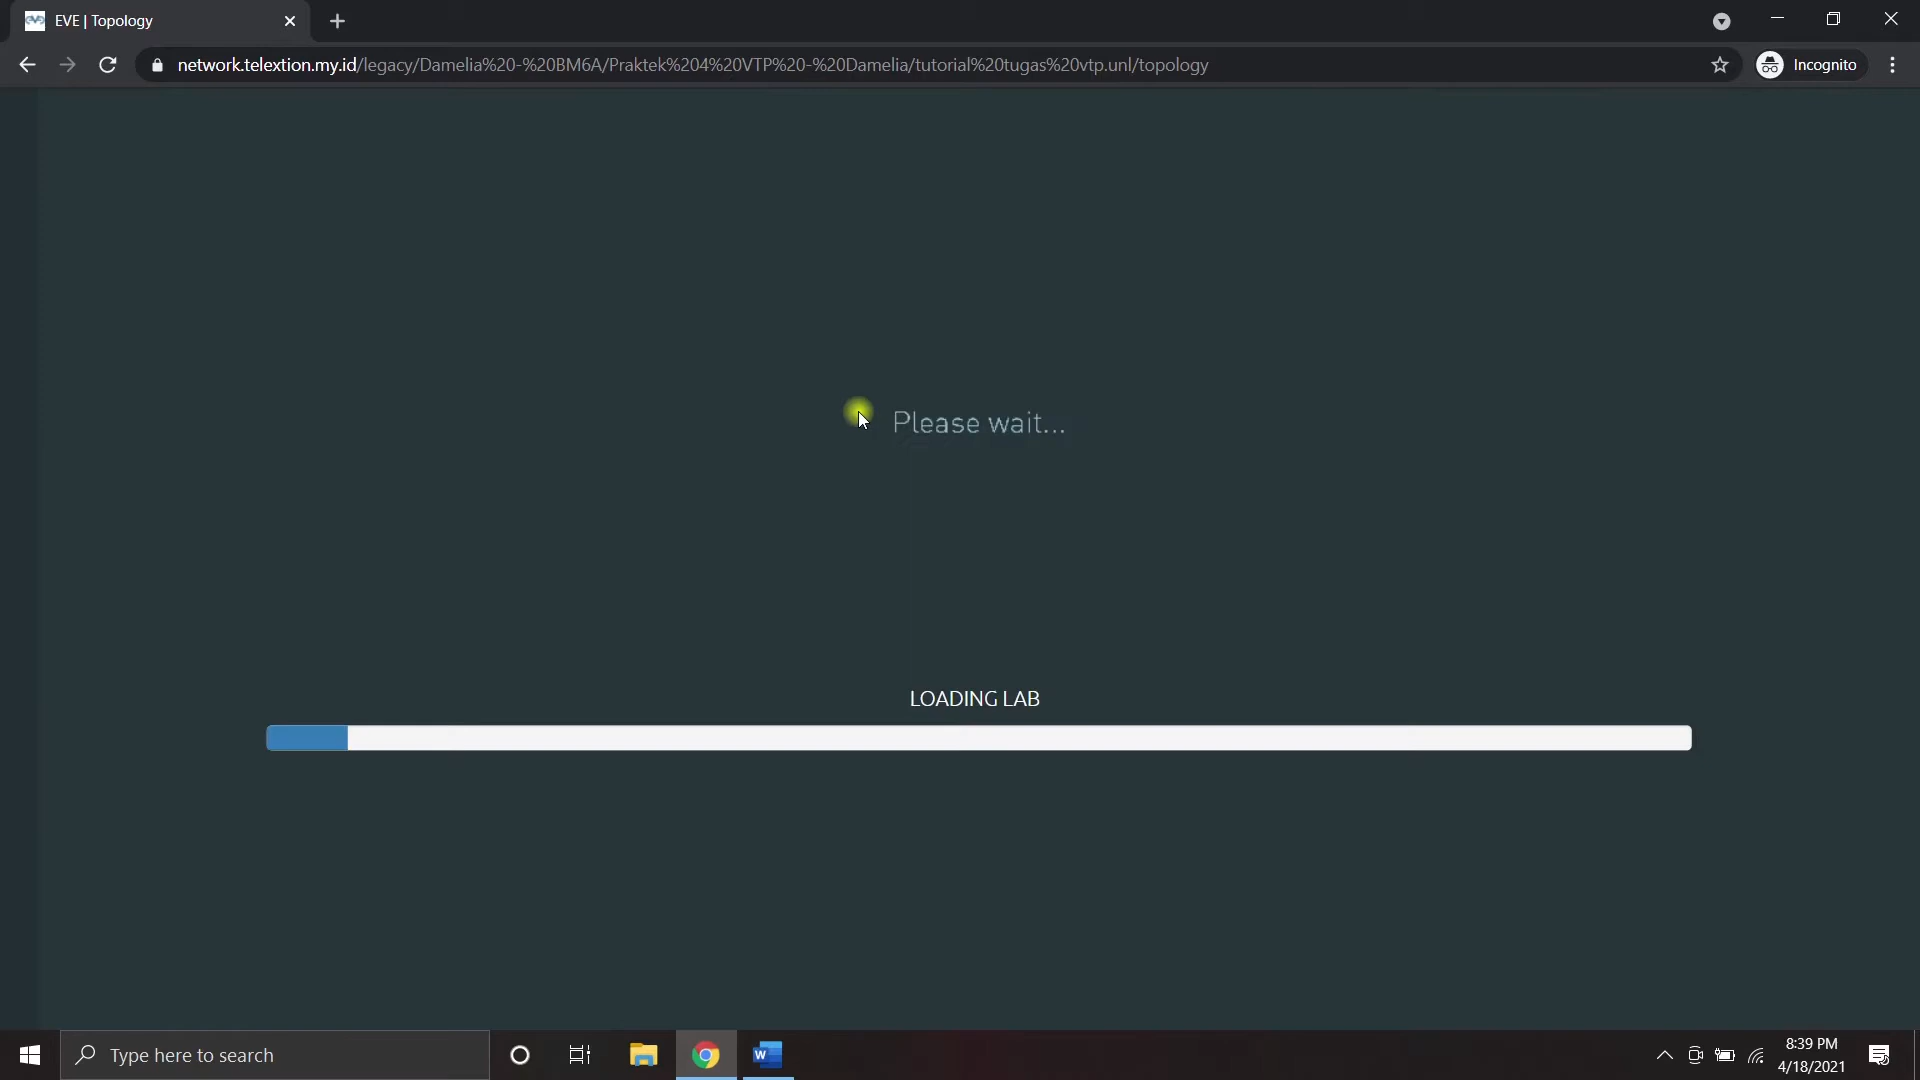 EVE | Topology
network.telextion.my.id/legacy/Damelia%20-%20BM6A/Praktek%204%20VTP%20-%20Damelia/tutorial%20tugas%20vtp.unl/topology
Incognito
Please wait...
LOADING LAB
Type here to search
8:39 PM
4/18/2021